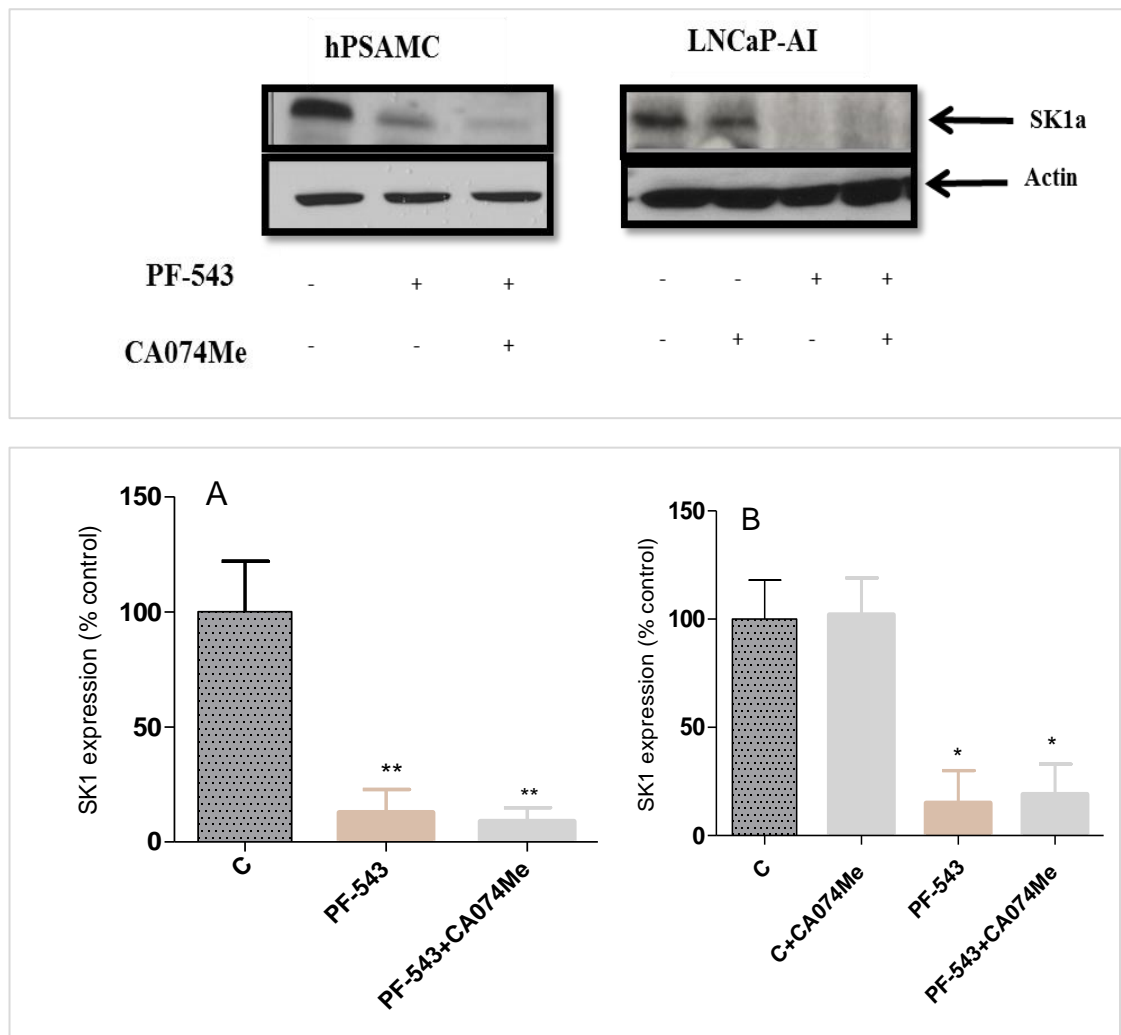 hPSAMC LNCaP-AI
SK1a
Actin
PF-543 - + + - - + +
CA074Me - - + - + - +
A
SK1 expression (% control)
150
100
50
0
C
PF-543
PF-543+CA074Me
**
**
B
SK1 expression (% control)
150
100
50
0
C
C+CA074Me
PF-543
PF-543+CA074Me
*
*